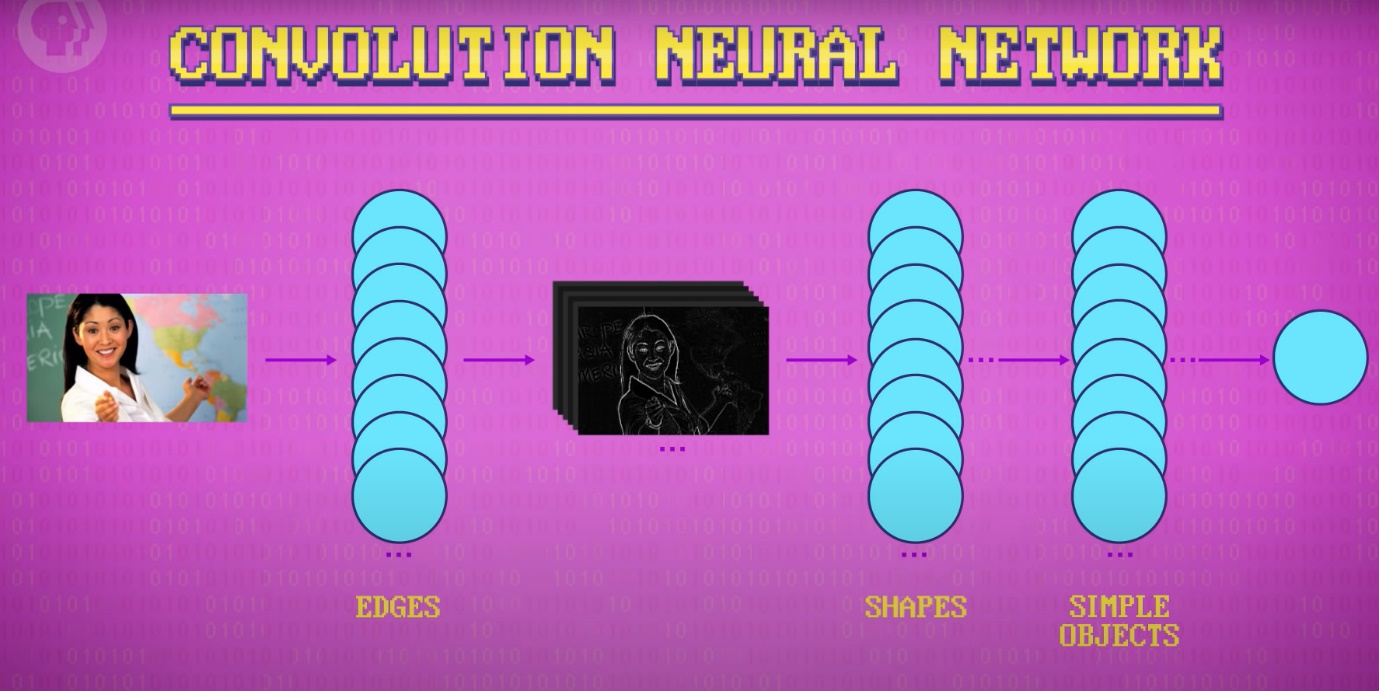 CONVOLUTION NEURAL NETWORK
EDGES
SHAPES
SIMPLE
OBJECTS